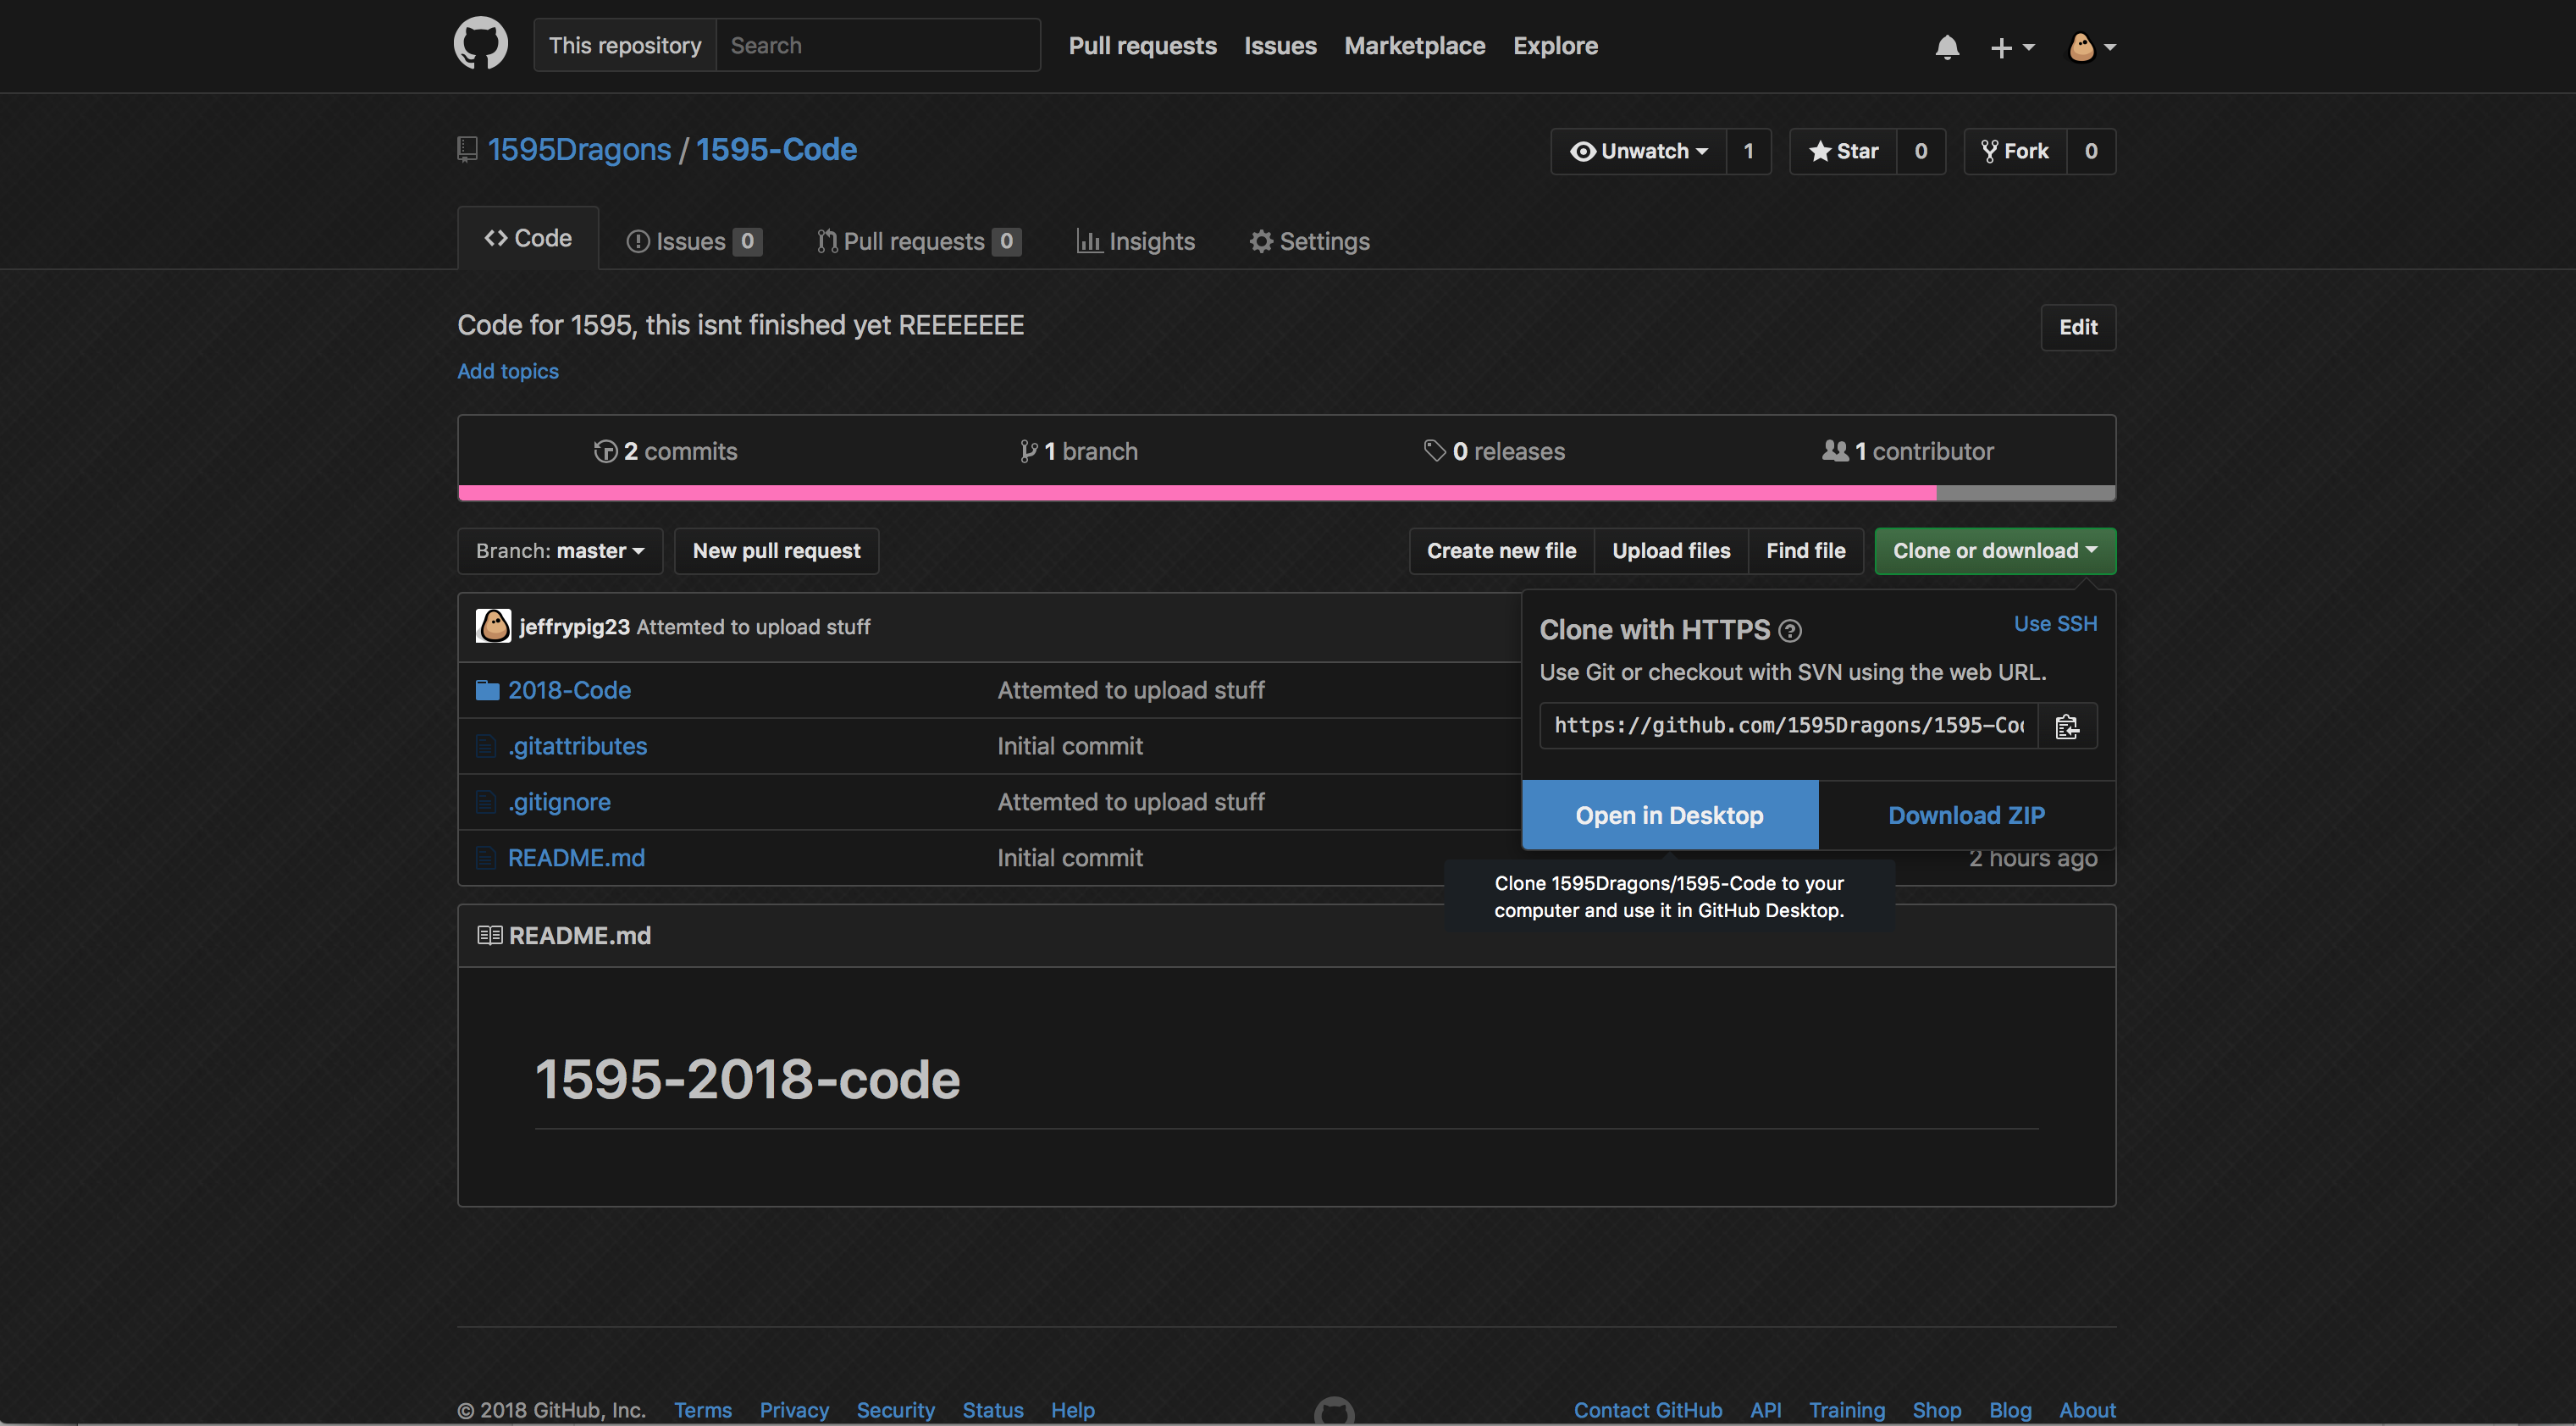 This repository Search Pull requests Issues Marketplace Explore
1595Dragons / 1595-Code Unwatch 1 Star 0 Fork 0
Code Issues 0 Pull requests 0 Insights Settings
Code for 1595, this isnt finished yet REEEEEEE Edit
Add topics
2 commits 1 branch 0 releases 1 contributor
Branch: master New pull request Create new file Upload files Find file Clone or download
jeffrypig23 Attemted to upload stuff
Clone with HTTPS ? Use SSH
Use Git or checkout with SVN using the web URL.
2018-Code Attemted to upload stuff
https://github.com/1595Dragons/1595-Co
.gitattributes Initial commit
.gitignore Attemted to upload stuff
Open in Desktop Download ZIP
README.md Initial commit 2 hours ago
Clone 1595Dragons/1595-Code to your
computer and use it in GitHub Desktop.
README.md
1595-2018-code
© 2018 GitHub, Inc. Terms Privacy Security Status Help Contact GitHub API Training Shop Blog About